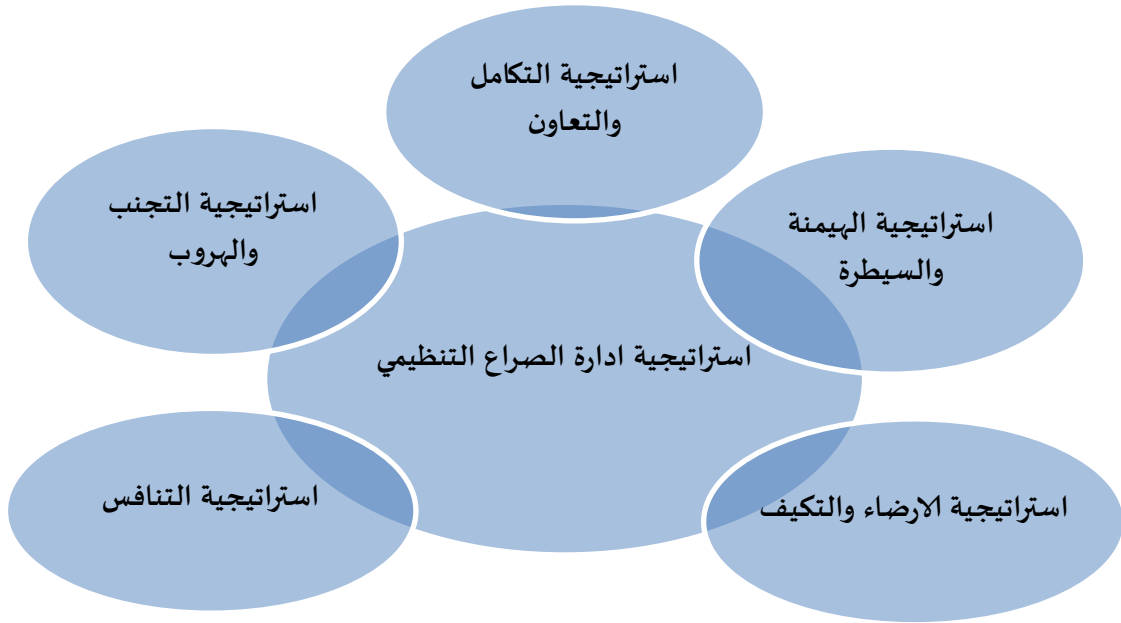 استراتيجية التكامل
والتعاون
استراتيجية الهيمنة
والسيطرة
استراتيجية التجنب
والهروب
استراتيجية ادارة الصراع التنظيمي
استراتيجية الارضاء والتكيف
استراتيجية التنافس